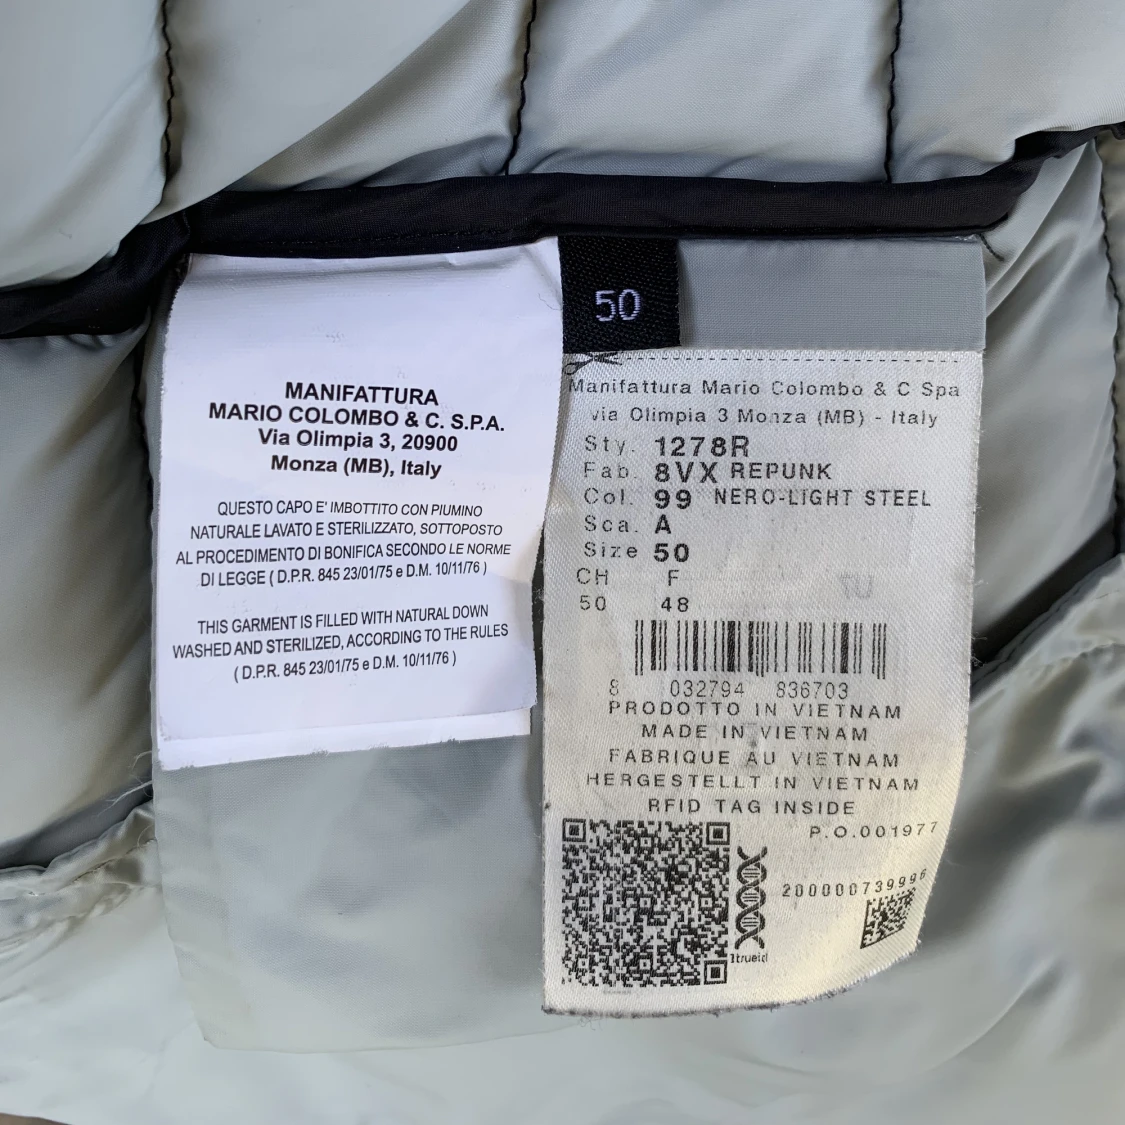 MANIFATTURA
MARIO COLOMBO & C. S.P.A.
Via Olimpia 3, 20900
Monza (MB), Italy
QUESTO CAPO E' IMBOTTITO CON PIUMINO
NATURALE LAVATO E STERILIZZATO, SOTTOPOSTO
AL PROCEDIMENTO DI BONIFICA SECONDO LE NORME
DI LEGGE ( D.P.R. 845 23/01/75 e D.M. 10/11/76 )
THIS GARMENT IS FILLED WITH NATURAL DOWN
WASHED AND STERILIZED, ACCORDING TO THE RULES
( D.P.R. 845 23/01/75 e D.M. 10/11/76 )
50
Manifattura Mario Colombo & C Spa
via Olimpia 3 Monza (MB) - Italy
Sty. 1278R
Fab. 8VX REPUNK
Col. 99 NERO-LIGHT STEEL
Sca. A
Size 50
CH F
50 48
8 032794 836703
PRODOTTO IN VIETNAM
MADE IN VIETNAM
FABRIQUE AU VIETNAM
HERGESTELLT IN VIETNAM
RFID TAG INSIDE
P.O.001977
200000739996
1trueid